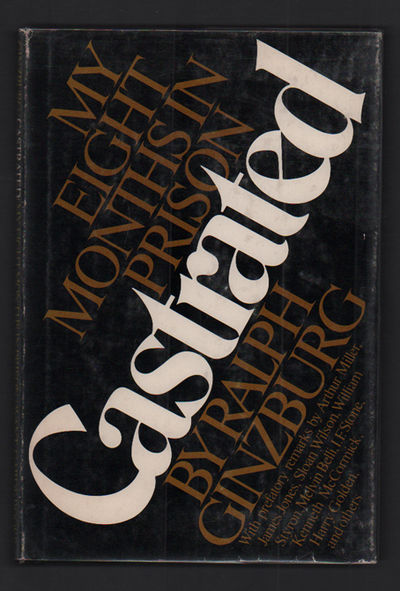 MY
EIGHT
MONTHS IN
PRISON
Castrated
BY RALPH
GINZBURG
With prefatory remarks by Arthur Miller,
James Jones, Sloan Wilson, William
Styron, Melvyn Belli, I.F. Stone,
Kenneth McCormick,
Harry Golden,
and others